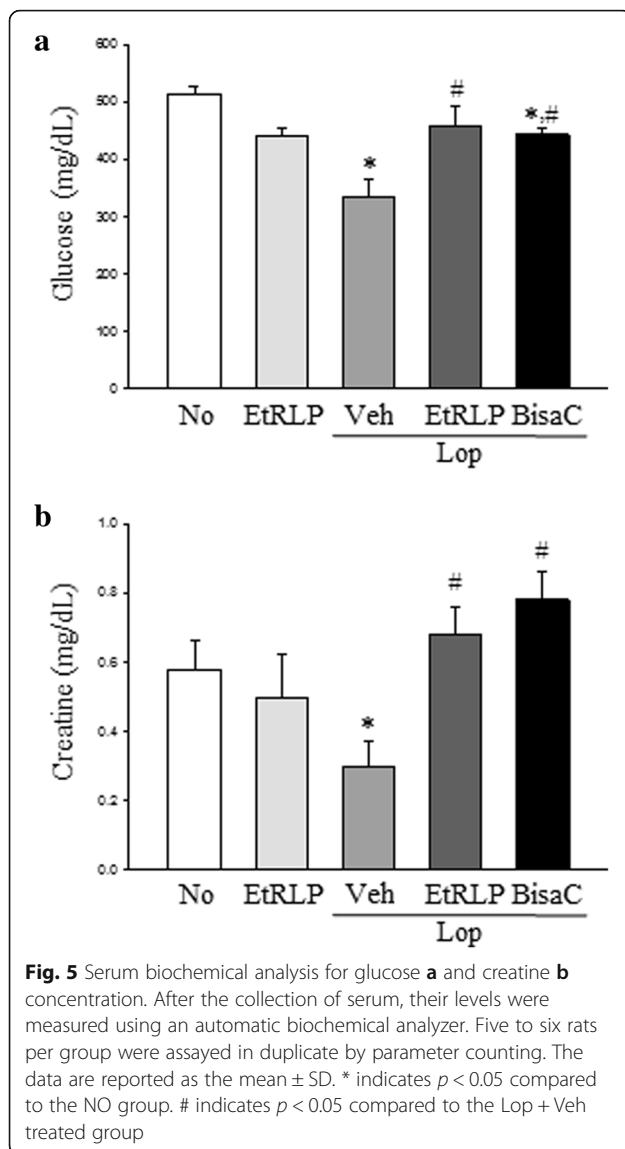 a
600
500
400
300
200
100
0
Glucose (mg/dL)
*
#
*,#
No EtRLP Veh EtRLP BisaC
Lop
b
1.0
0.8
0.6
0.4
0.2
0.0
Creatine (mg/dL)
*
#
#
No EtRLP Veh EtRLP BisaC
Lop
Fig. 5 Serum biochemical analysis for glucose a and creatine b
concentration. After the collection of serum, their levels were
measured using an automatic biochemical analyzer. Five to six rats
per group were assayed in duplicate by parameter counting. The
data are reported as the mean ± SD. * indicates p < 0.05 compared
to the NO group. # indicates p < 0.05 compared to the Lop + Veh
treated group